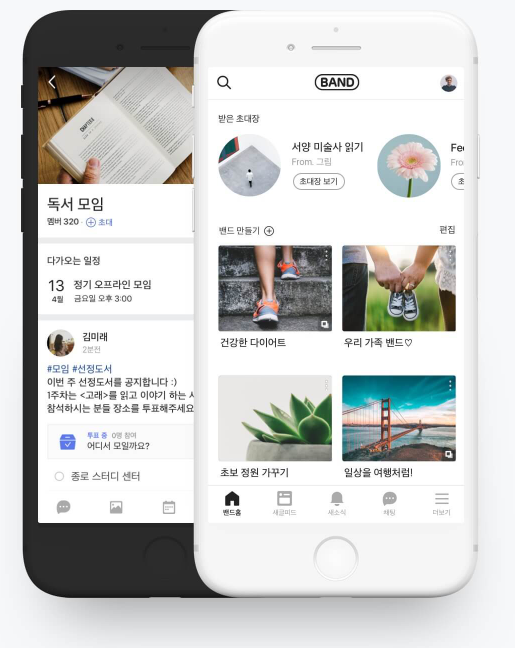 독서 모임
멤버 320 · 초대
다가오는 일정
13 정기 오프라인 모임
4월 금요일 오후 3:00
김미래
2분전
#모임 #선정도서
이번 주 선정도서를 공지합니다 :)
1주차는 <고래>를 읽고 이야기 하는 시
참석하시는 분들 장소를 투표해주세요
투표 중 0명 참여
어디서 모일까요?
종로 스터디 센터
BAND
받은 초대장
서양 미술사 읽기
From. 그림
초대장 보기
밴드 만들기
편집
건강한 다이어트
우리 가족 밴드♡
초보 정원 가꾸기
일상을 여행처럼!
밴드홈
새글피드
새소식
채팅
더보기